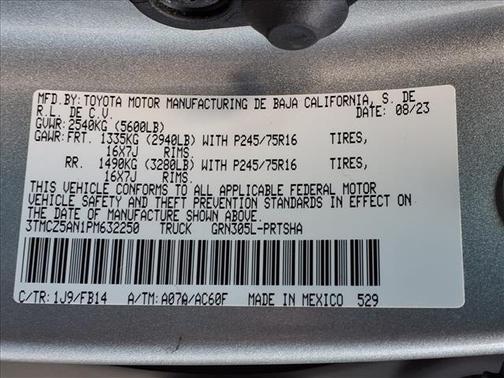 MFD.BY:TOYOTA MOTOR MANUFACTURING DE BAJA CALIFORNIA, S. DE
R.L. DE C.V. DATE: 08/23
GVWR:2540KG (5600LB)
GAWR:FRT. 1335KG (2940LB) WITH P245/75R16 TIRES,
16X7J RIMS.
RR. 1490KG (3280LB) WITH P245/75R16 TIRES,
16X7J RIMS.
THIS VEHICLE CONFORMS TO ALL APPLICABLE FEDERAL MOTOR
VEHICLE SAFETY AND THEFT PREVENTION STANDARDS IN EFFECT ON
THE DATE OF MANUFACTURE SHOWN ABOVE.
3TMCZ5AN1PM632250 TRUCK GRN305L-PRTSHA
C/TR: 1J9/FB14 A/TM: A07A/AC60F MADE IN MEXICO 529